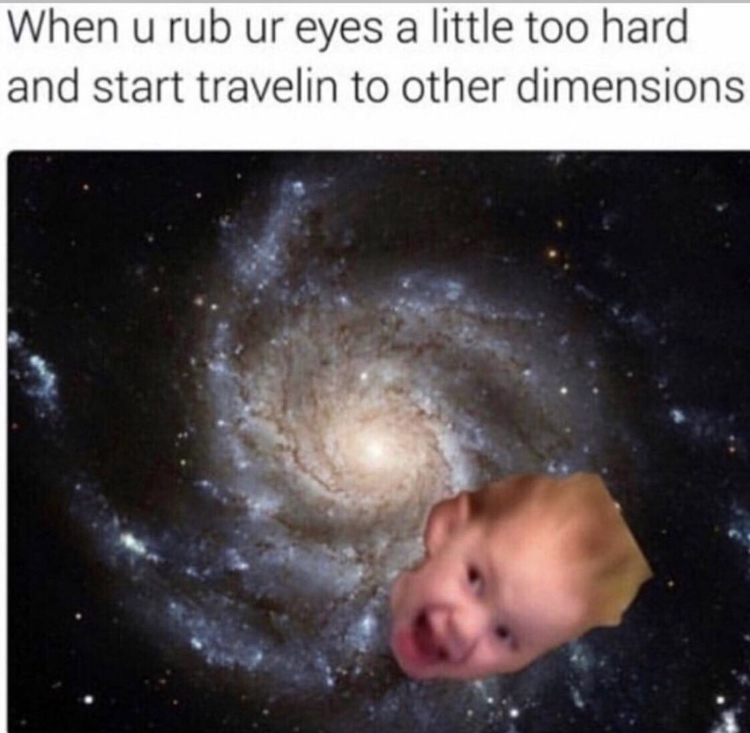 When u rub ur eyes a little too hard
and start travelin to other dimensions